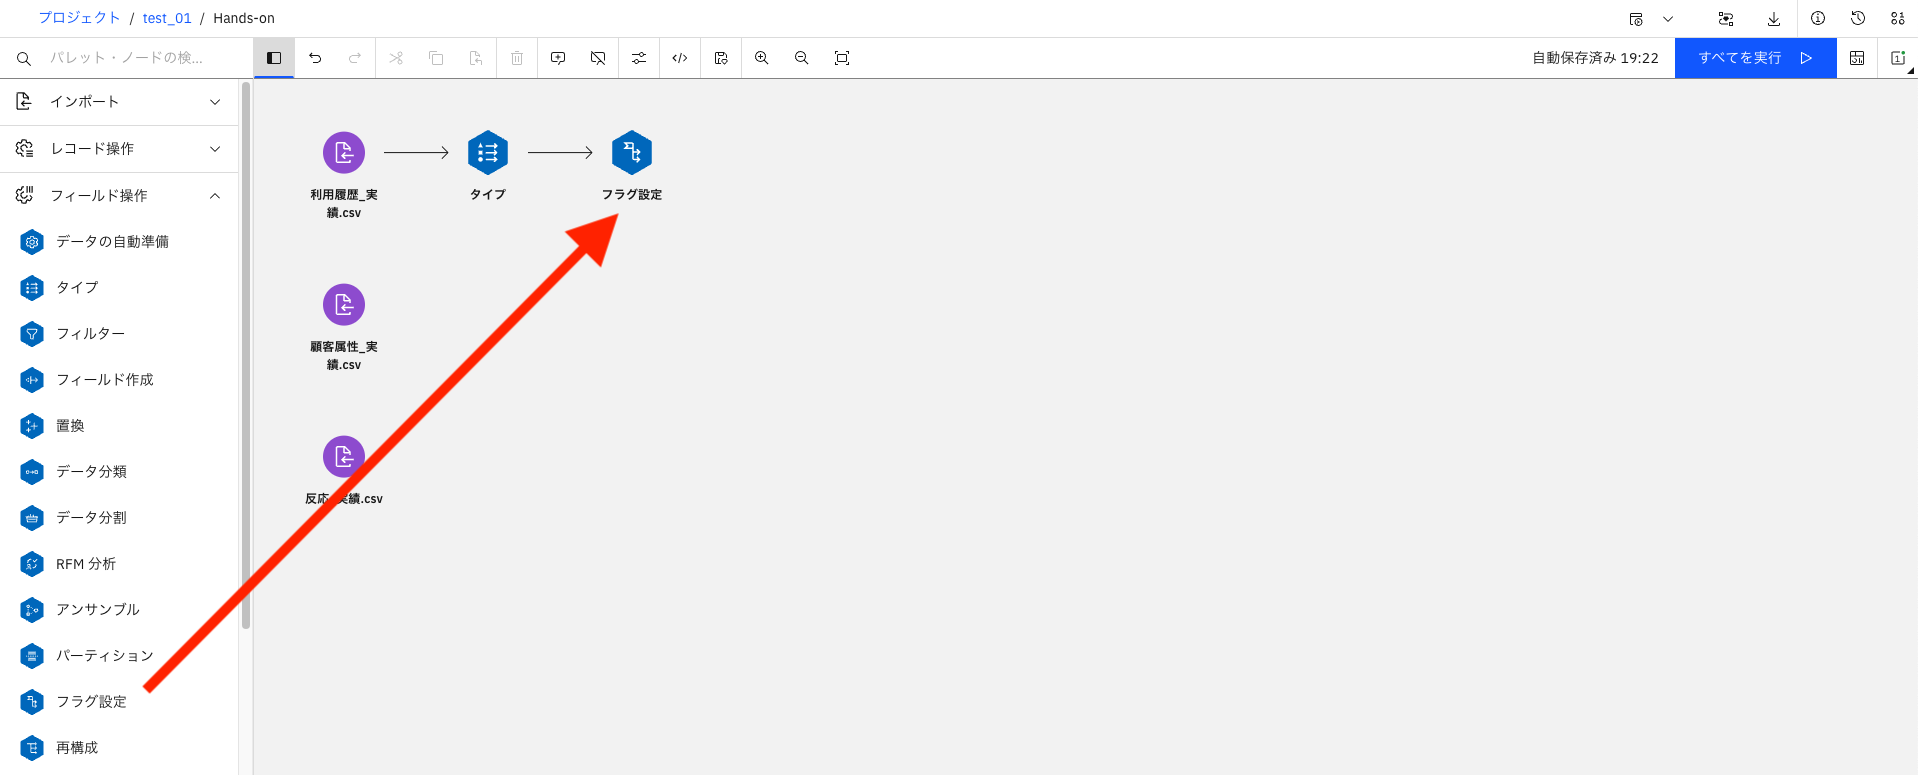 プロジェクト / test_01 / Hands-on
パレット・ノードの検...
自動保存済み 19:22
すべてを実行
インポート
レコード操作
フィールド操作
データの自動準備
タイプ
フィルター
フィールド作成
置換
データ分類
データ分割
RFM 分析
アンサンブル
パーティション
フラグ設定
再構成
利用履歴_実
績.csv
タイプ
フラグ設定
顧客属性_実
績.csv
反応 実績.csv
1